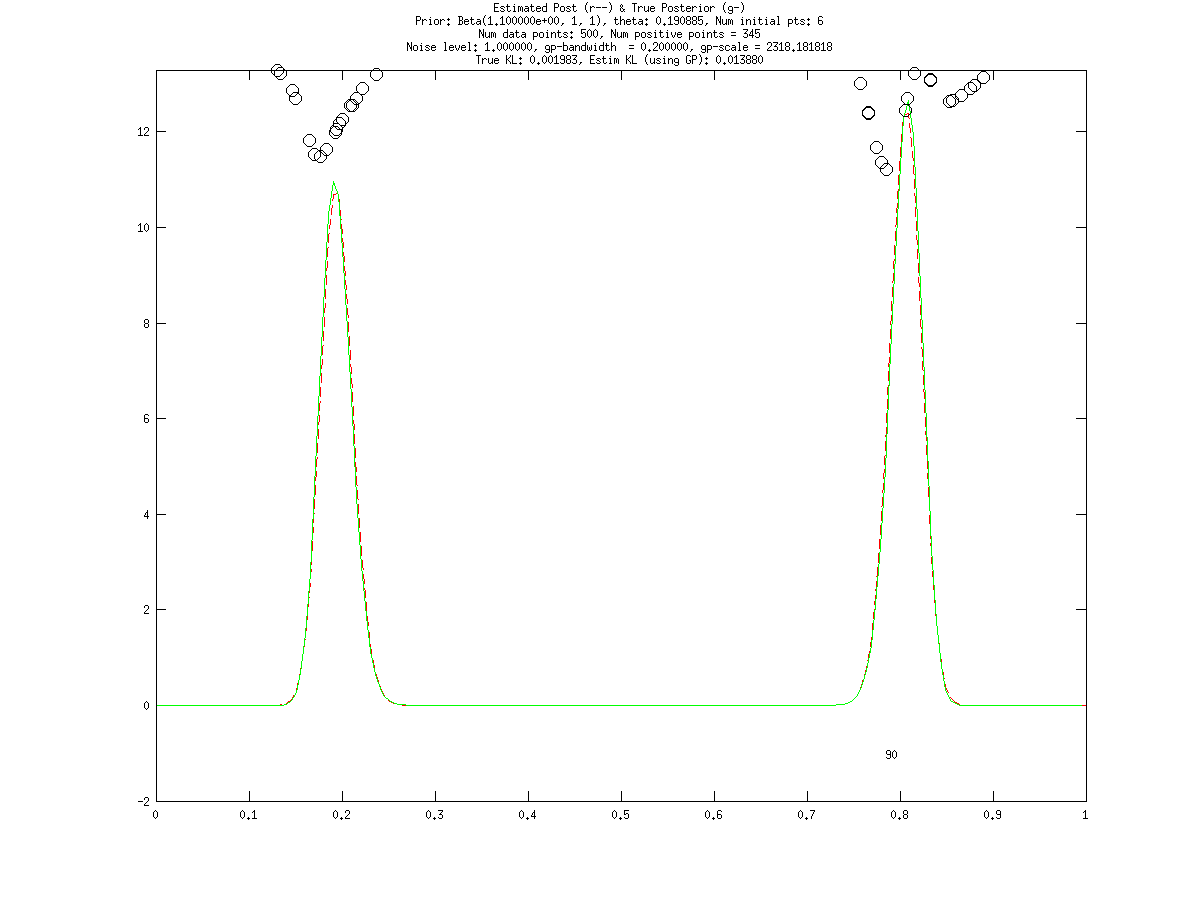 Estimated Post (r--) & True Posterior (g-)
Prior: Beta(1.100000e+00, 1, 1), theta: 0.190885, Num initial pts: 6
Num data points: 500, Num positive points = 345
Noise level: 1.000000, gp-bandwidth  = 0.200000, gp-scale = 2318.181818
True KL: 0.001983, Estim KL (using GP): 0.013880
12
10
8
6
4
2
0
90
-2
0 0.1 0.2 0.3 0.4 0.5 0.6 0.7 0.8 0.9 1